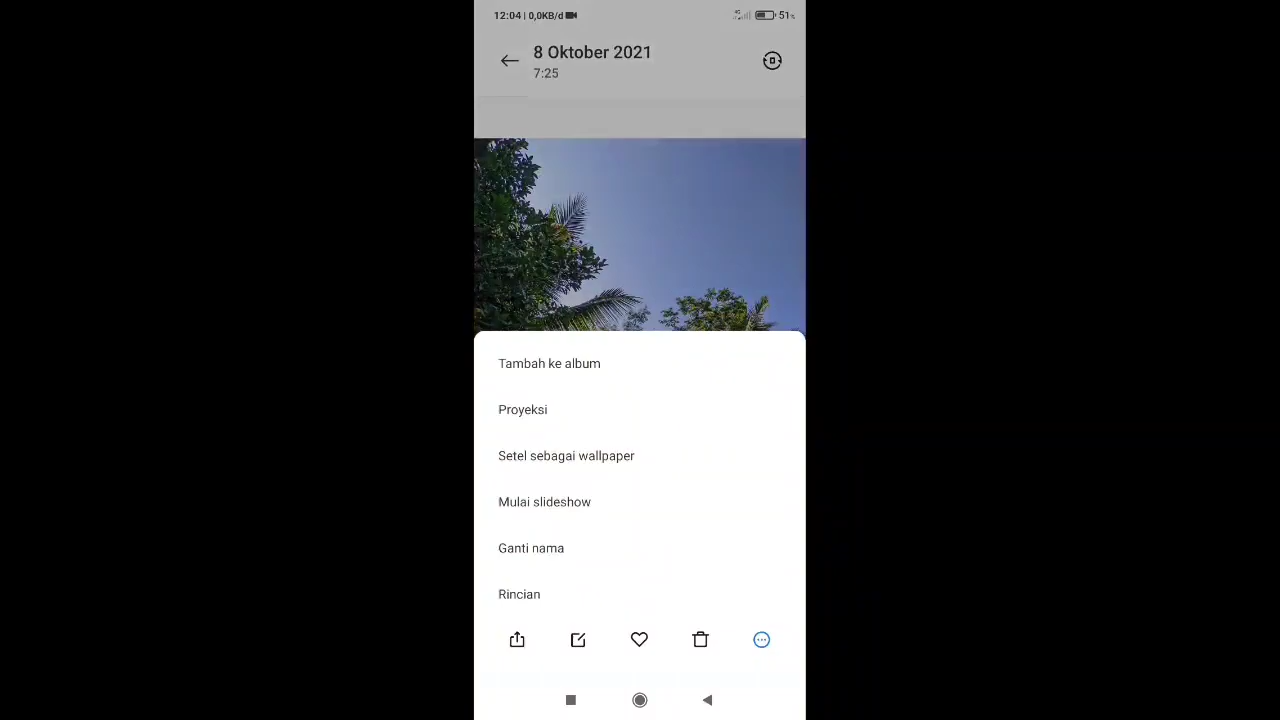 12:04 | 0,0KB/d
4G
51%
8 Oktober 2021
7:25
Tambah ke album
Proyeksi
Setel sebagai wallpaper
Mulai slideshow
Ganti nama
Rincian